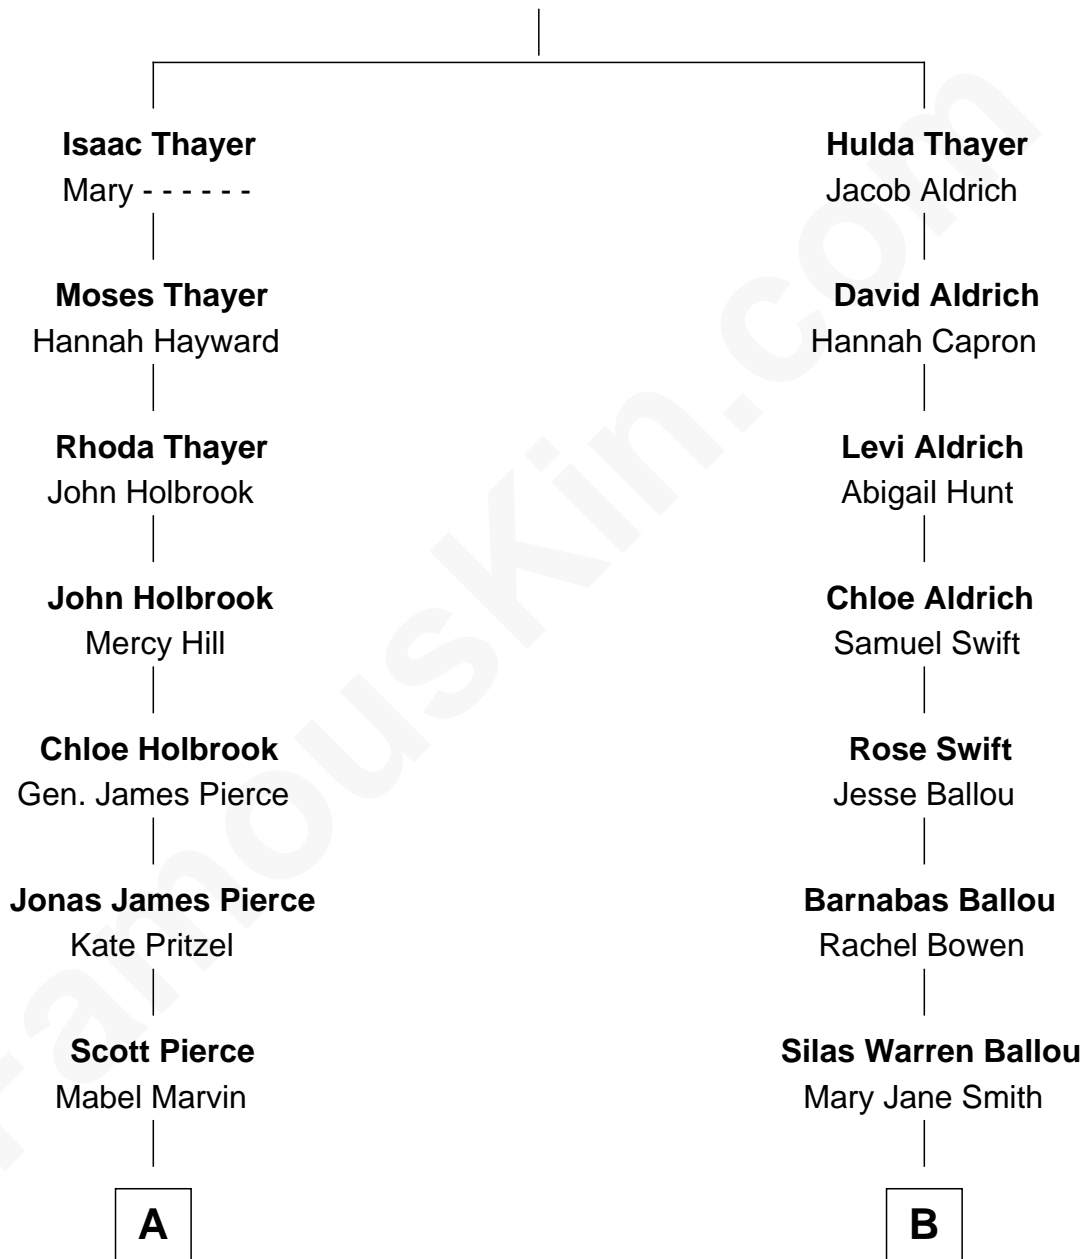 Isaac Thayer
Mary - - - - - -
Hulda Thayer
Jacob Aldrich
Moses Thayer
Hannah Hayward
David Aldrich
Hannah Capron
Rhoda Thayer
John Holbrook
Levi Aldrich
Abigail Hunt
John Holbrook
Mercy Hill
Chloe Aldrich
Samuel Swift
Chloe Holbrook
Gen. James Pierce
Rose Swift
Jesse Ballou
Jonas James Pierce
Kate Pritzel
Barnabas Ballou
Rachel Bowen
Scott Pierce
Mabel Marvin
Silas Warren Ballou
Mary Jane Smith
A
B
FamousKin.com